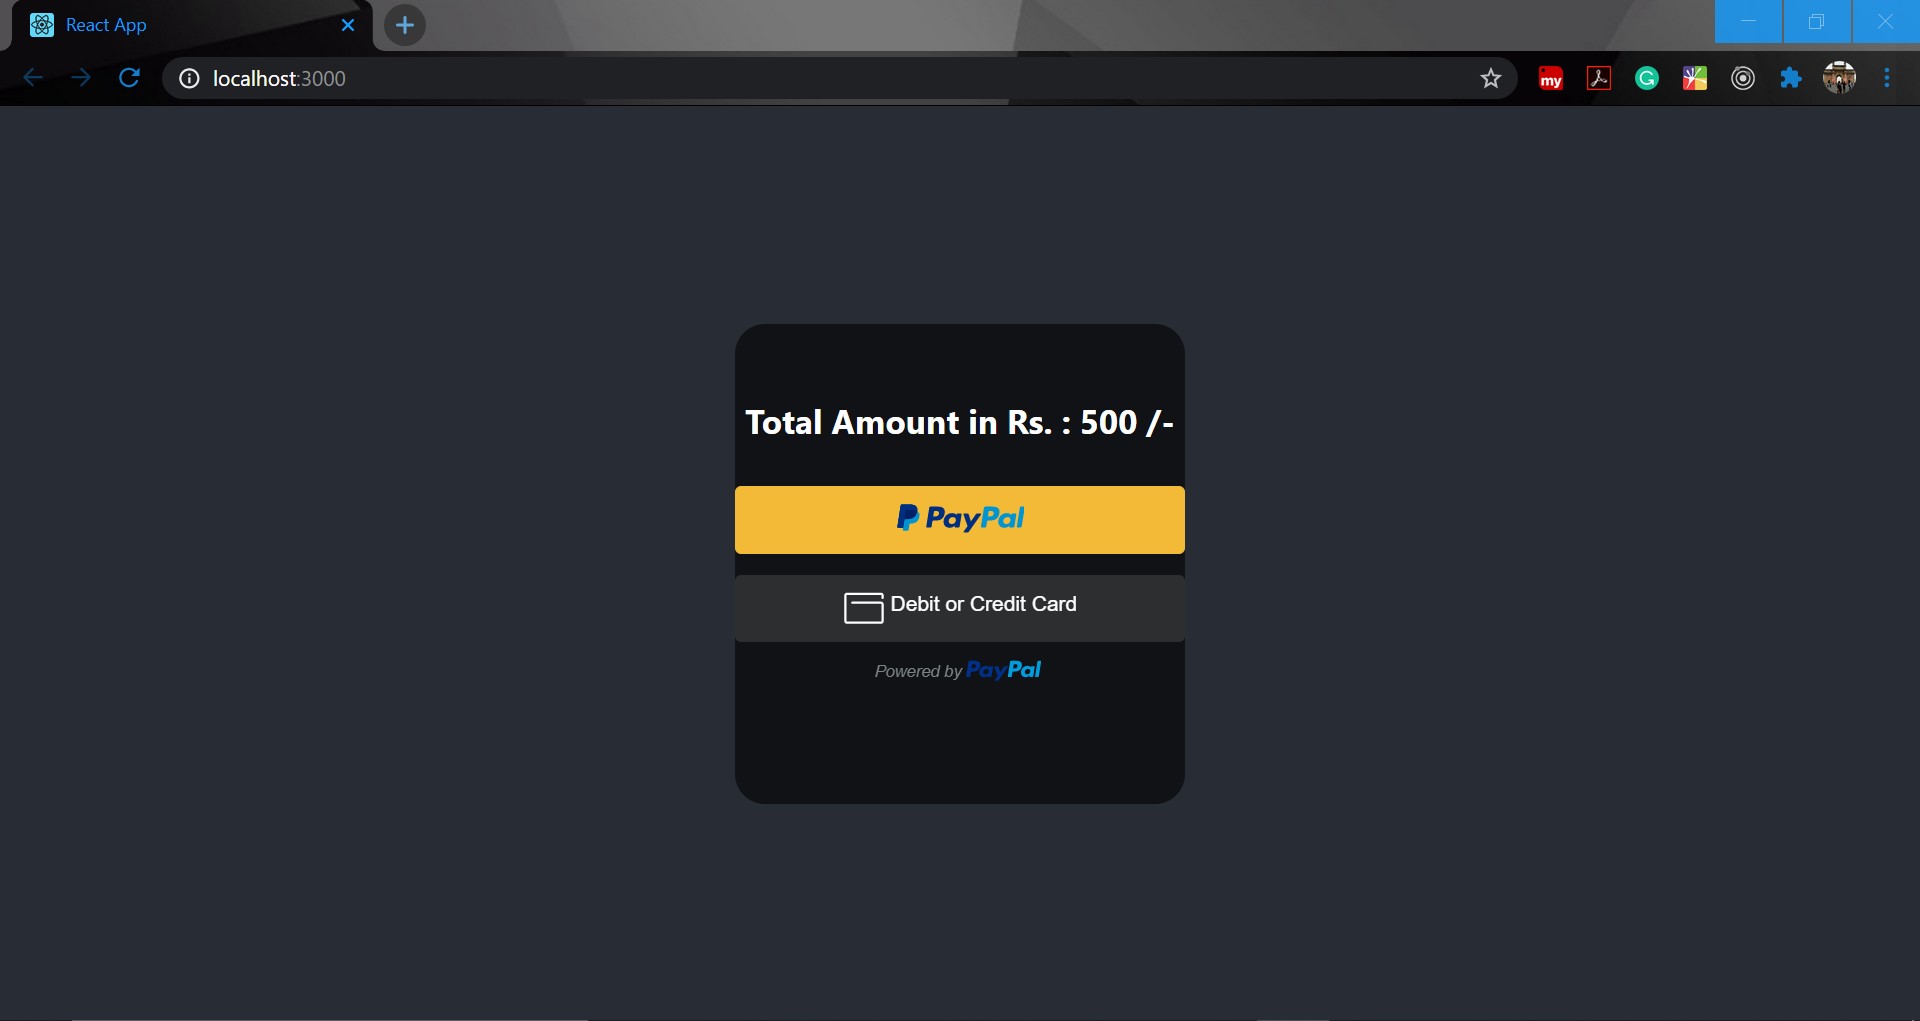 React App
localhost:3000
my
Total Amount in Rs. : 500 /-
PayPal
Debit or Credit Card
Powered by PayPal